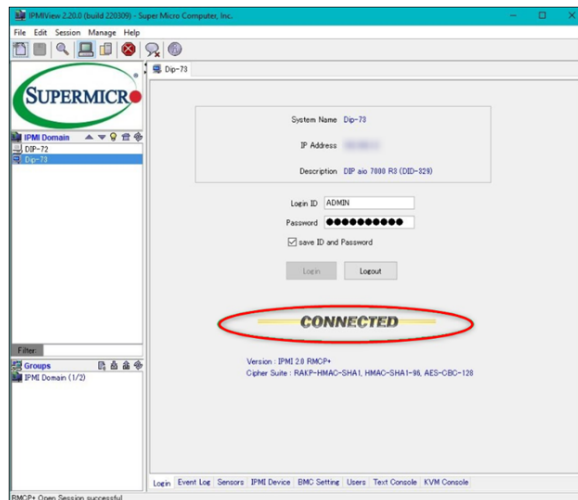 IPMIView 2.20.0 (build 220309) - Super Micro Computer, Inc.
File Edit Session Manage Help
SUPERMICR
Dip-73
IPMI Domain
DIP-72
Dip-73
System Name Dip-73
IP Address
Description DIP aio 7000 R3 (DID-329)
Login ID ADMIN
Password
save ID and Password
Login Logout
CONNECTED
Version : IPMI 2.0 RMCP+
Cipher Suite : RAKP-HMAC-SHA1, HMAC-SHA1-96, AES-CBC-128
Filter:
Groups
IPMI Domain (1/2)
Login Event Log Sensors IPMI Device BMC Setting Users Text Console KVM Console
RMCP+ Open Session successful